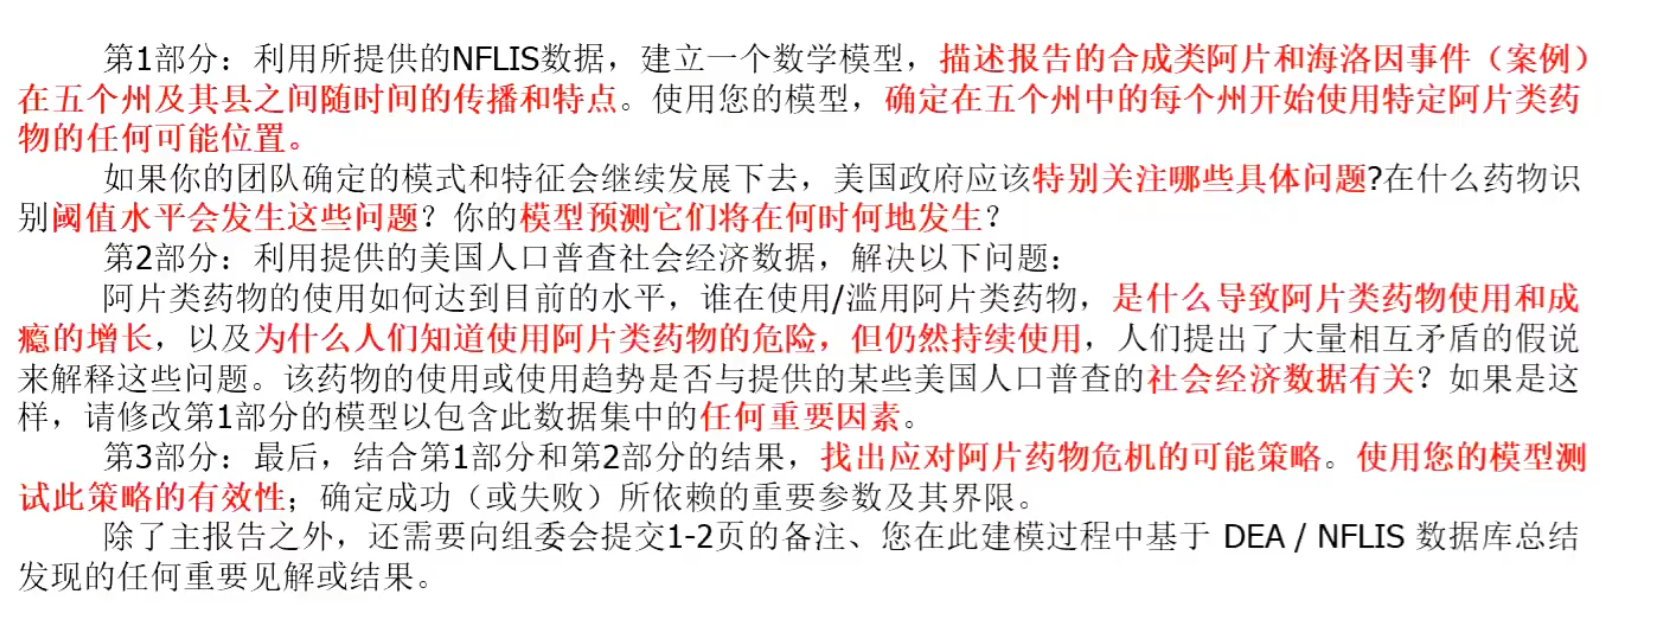 第1部分：利用所提供的NFLIS数据，建立一个数学模型，描述报告的合成类阿片和海洛因事件（案例）
在五个州及其县之间随时间的传播和特点。使用您的模型，确定在五个州中的每个州开始使用特定阿片类药
物的任何可能位置。
如果你的团队确定的模式和特征会继续发展下去，美国政府应该特别关注哪些具体问题?在什么药物识
别阈值水平会发生这些问题？你的模型预测它们将在何时何地发生？
第2部分：利用提供的美国人口普查社会经济数据，解决以下问题：
阿片类药物的使用如何达到目前的水平，谁在使用/滥用阿片类药物，是什么导致阿片类药物使用和成
瘾的增长，以及为什么人们知道使用阿片类药物的危险，但仍然持续使用，人们提出了大量相互矛盾的假说
来解释这些问题。该药物的使用或使用趋势是否与提供的某些美国人口普查的社会经济数据有关？如果是这
样，请修改第1部分的模型以包含此数据集中的任何重要因素。
第3部分：最后，结合第1部分和第2部分的结果，找出应对阿片药物危机的可能策略。使用您的模型测
试此策略的有效性；确定成功（或失败）所依赖的重要参数及其界限。
除了主报告之外，还需要向组委会提交1-2页的备注、您在此建模过程中基于 DEA / NFLIS 数据库总结
发现的任何重要见解或结果。